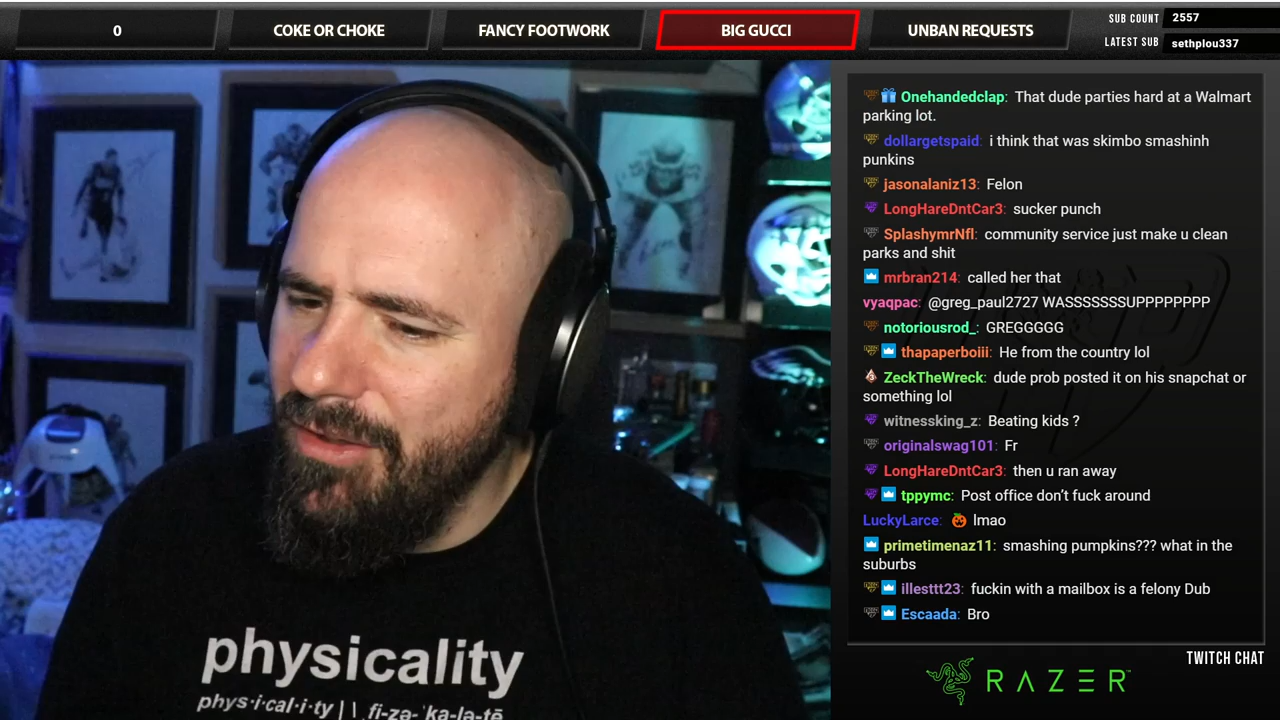 0
COKE OR CHOKE
FANCY FOOTWORK
BIG GUCCI
UNBAN REQUESTS
SUB COUNT 2557
LATEST SUB sethplou337
Onehandedclap: That dude parties hard at a Walmart
parking lot.
dollargetspaid: i think that was skimbo smashinh
punkins
jasonalaniz13: Felon
LongHareDntCar3: sucker punch
SplashymrNfl: community service just make u clean
parks and shit
mrbran214: called her that
vyaqpac: @greg_paul2727 WASSSSSSSUPPPPPPPP
notoriousrod_: GREGGGGG
thapaperboiii: He from the country lol
ZeckTheWreck: dude prob posted it on his snapchat or
something lol
witnessking_z: Beating kids ?
originalswag101: Fr
LongHareDntCar3: then u ran away
tppymc: Post office don’t fuck around
LuckyLarce: 🎃 lmao
primetimenaz11: smashing pumpkins??? what in the
suburbs
illesttt23: fuckin with a mailbox is a felony Dub
Escaada: Bro
TWITCH CHAT
RAZER
physicality
phys·i·cal·i·ty | \ ˌfi-zə-ˈka-lə-tē